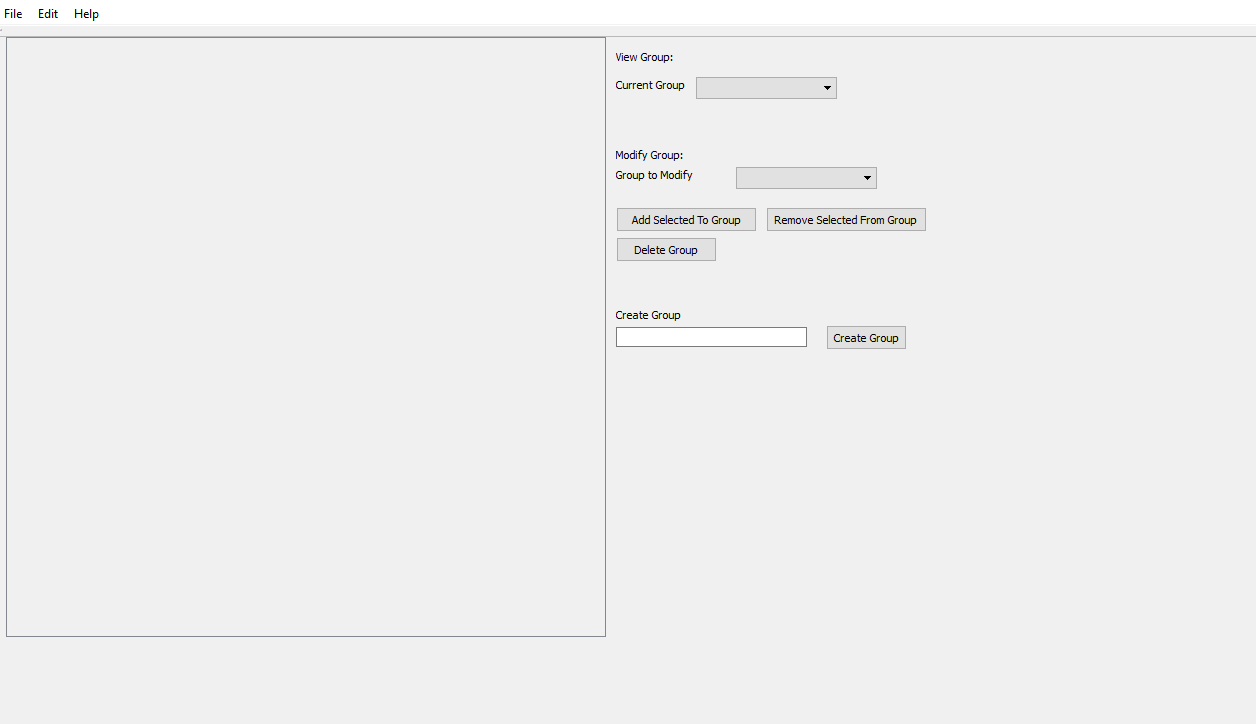 File Edit Help
View Group:
Current Group
Modify Group:
Group to Modify
Add Selected To Group Remove Selected From Group
Delete Group
Create Group
Create Group